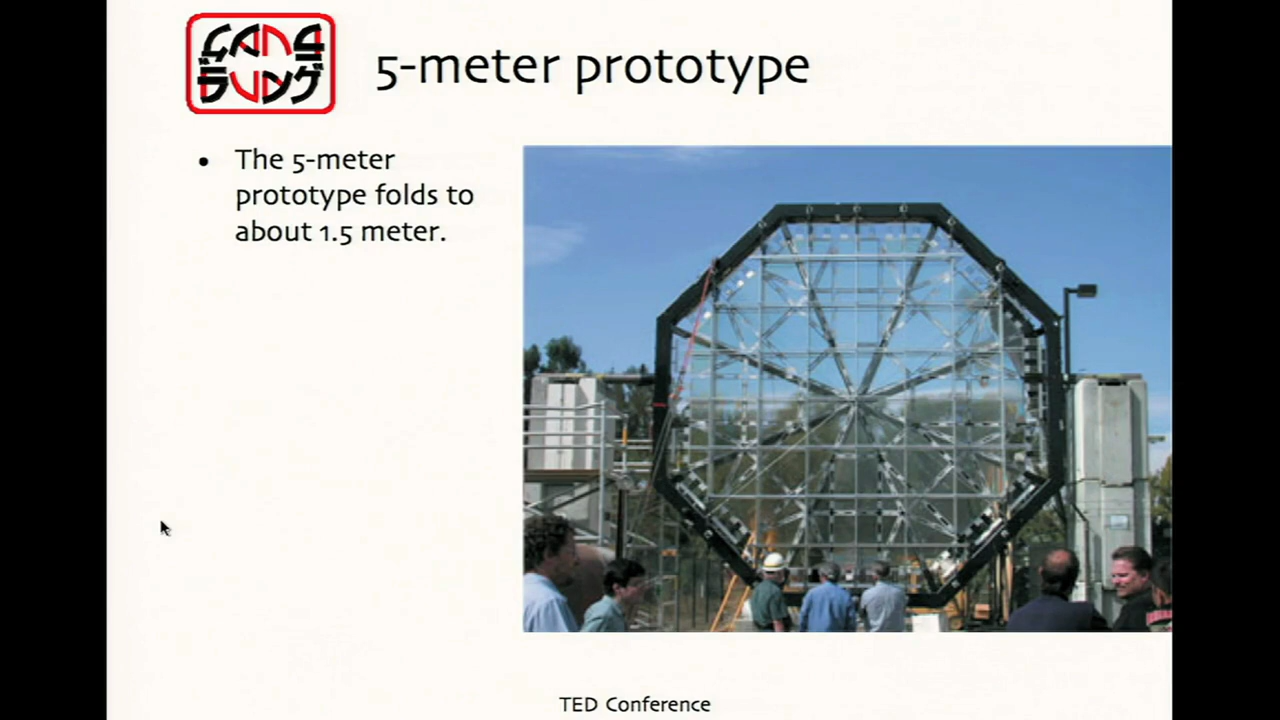 5-meter prototype
• The 5-meter
prototype folds to
about 1.5 meter.
TED Conference